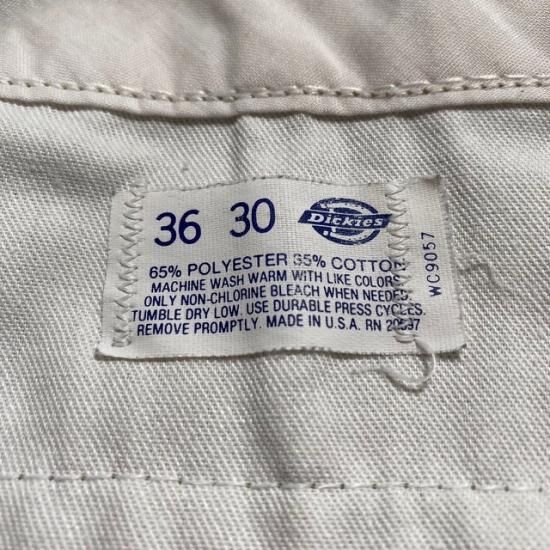 36 30 Dickies
65% POLYESTER 35% COTTON
MACHINE WASH WARM WITH LIKE COLORS
ONLY NON-CHLORINE BLEACH WHEN NEEDED
TUMBLE DRY LOW. USE DURABLE PRESS CYCLES.
REMOVE PROMPTLY. MADE IN U.S.A. RN 20697
WC9057